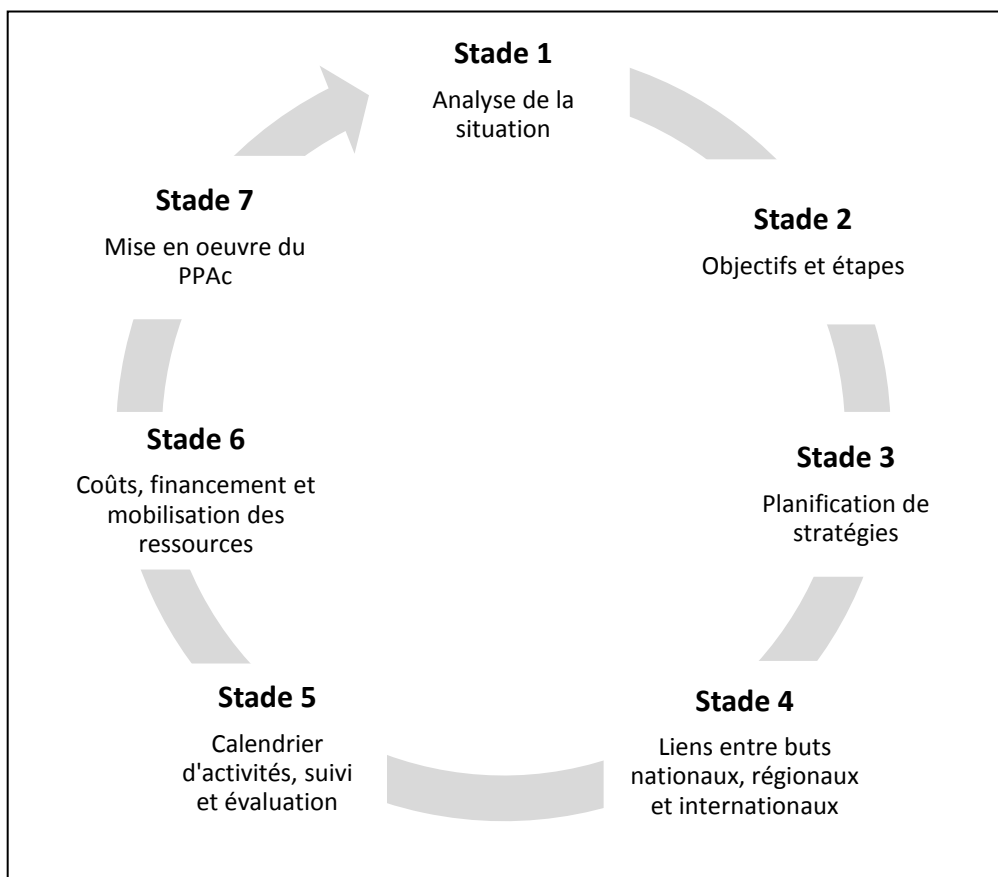 Stade 1
Analyse de la
situation
Stade 2
Objectifs et étapes
Stade 3
Planification de
stratégies
Stade 4
Liens entre buts
nationaux, régionaux
et internationaux
Stade 5
Calendrier
d'activités, suivi
et évaluation
Stade 6
Coûts, financement et
mobilisation des
ressources
Stade 7
Mise en oeuvre du
PPAc